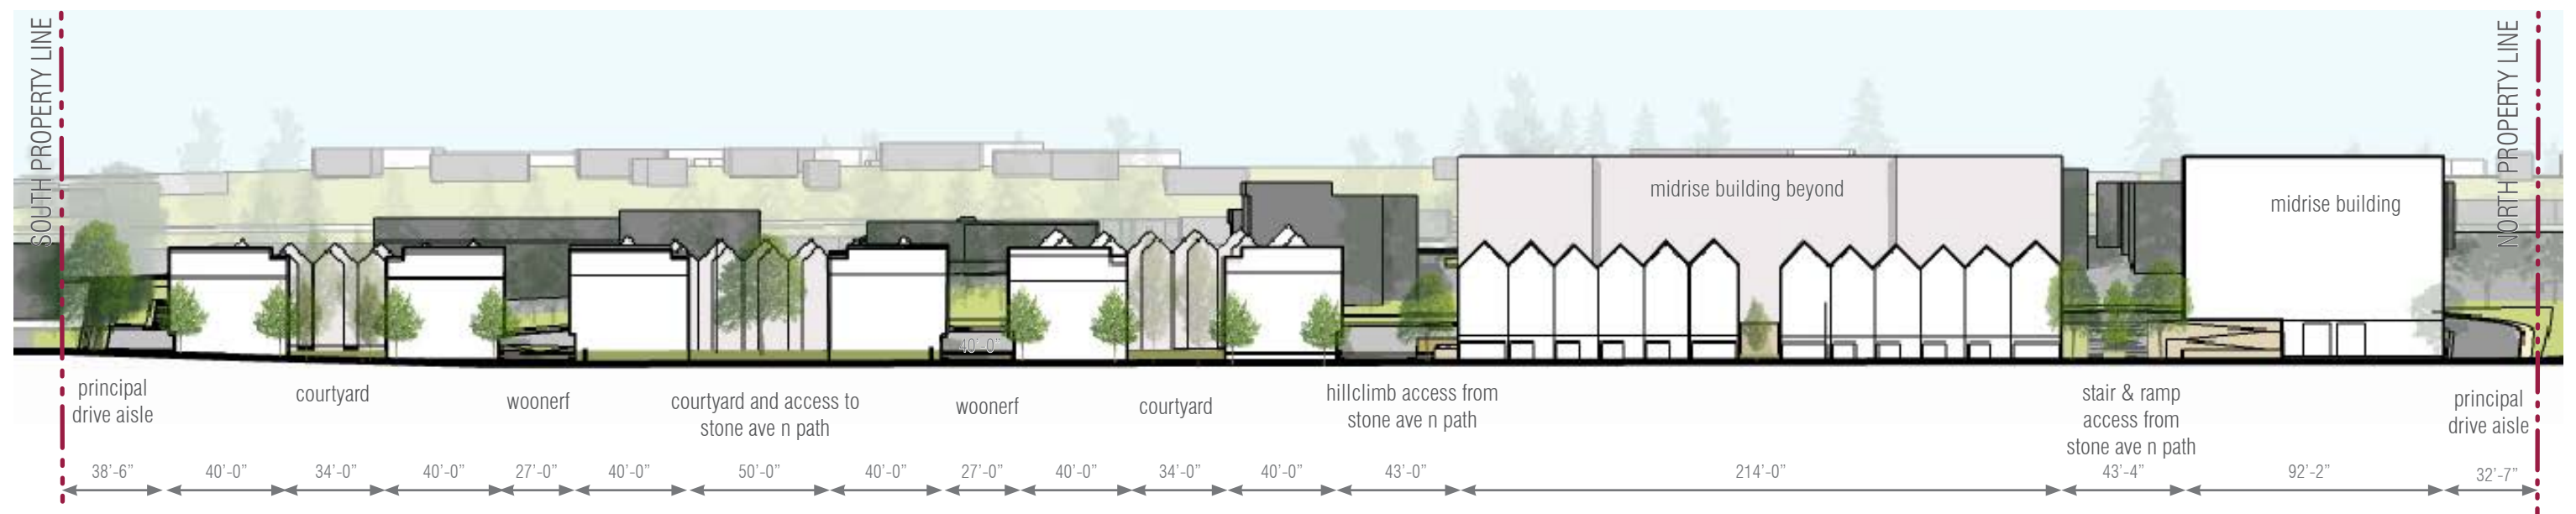 SOUTH PROPERTY LINE
NORTH PROPERTY LINE
midrise building beyond
midrise building
40'-0"
principal
drive aisle
courtyard
woonerf
courtyard and access to
stone ave n path
woonerf
courtyard
hillclimb access from
stone ave n path
stair & ramp
access from
stone ave n path
principal
drive aisle
38'-6" 40'-0" 34'-0" 40'-0" 27'-0" 40'-0" 50'-0" 40'-0" 27'-0" 40'-0" 34'-0" 40'-0" 43'-0" 214'-0" 43'-4" 92'-2" 32'-7"